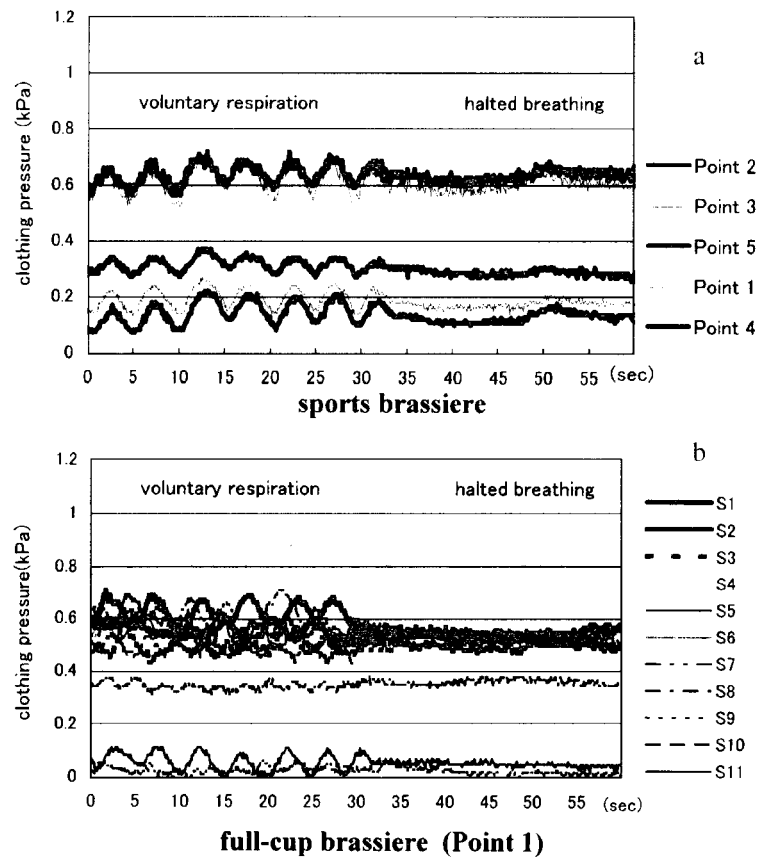 a
1.2
1
0.8
0.6
0.4
0.2
0
clothing pressure (kPa)
voluntary respiration halted breathing
Point 2
Point 3
Point 5
Point 1
Point 4
0 5 10 15 20 25 30 35 40 45 50 55 (sec)
sports brassiere
b
1.2
1
0.8
0.6
0.4
0.2
0
clothing pressure(kPa)
voluntary respiration halted breathing
S1
S2
S3
S4
S5
S6
S7
S8
S9
S10
S11
0 5 10 15 20 25 30 35 40 45 50 55 (sec)
full-cup brassiere (Point 1)